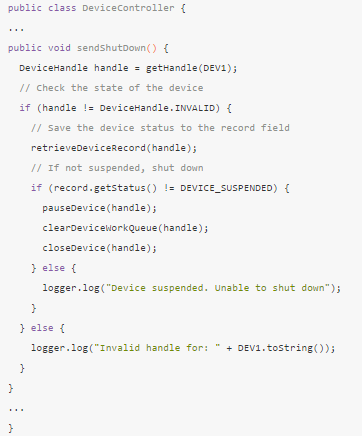 public class DeviceController {
...
public void sendShutDown() {
  DeviceHandle handle = getHandle(DEV1);
  // Check the state of the device
  if (handle != DeviceHandle.INVALID) {
    // Save the device status to the record field
    retrieveDeviceRecord(handle);
    // If not suspended, shut down
    if (record.getStatus() != DEVICE_SUSPENDED) {
      pauseDevice(handle);
      clearDeviceWorkQueue(handle);
      closeDevice(handle);
    } else {
      logger.log("Device suspended. Unable to shut down");
    }
  } else {
    logger.log("Invalid handle for: " + DEV1.toString());
  }
}
...
}